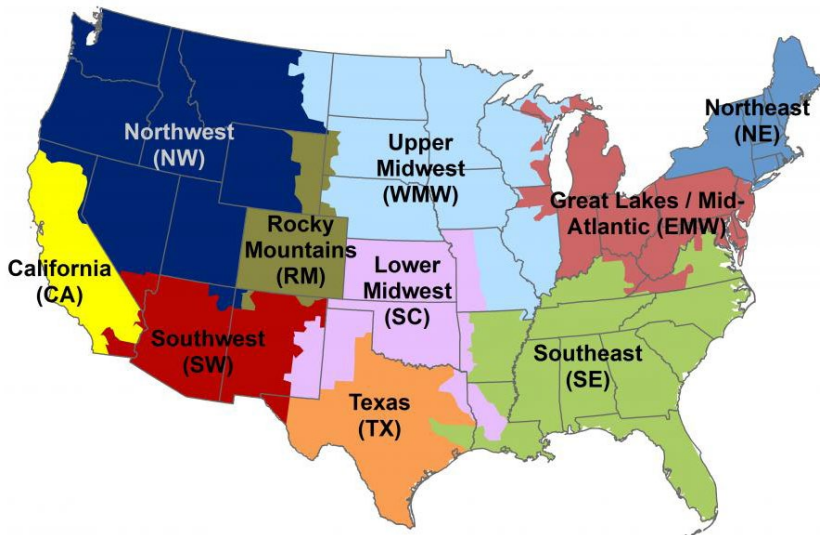 Northwest
(NW)
Upper
Midwest
(WMW)
Northeast
(NE)
Great Lakes / Mid-
Atlantic (EMW)
Rocky
Mountains
(RM)
California
(CA)
Lower
Midwest
(SC)
Southwest
(SW)
Southeast
(SE)
Texas
(TX)